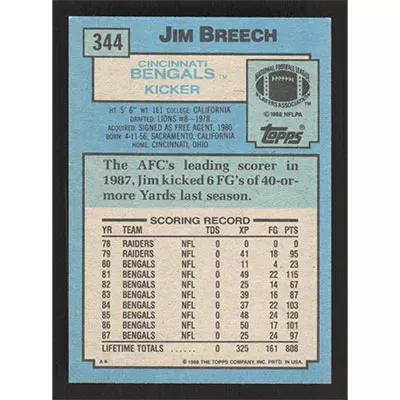 344
JIM BREECH
CINCINNATI
BENGALS™
KICKER
NATIONAL FOOTBALL LEAGUE
PLAYERS ASSOCIATION
©1988 NFLPA
TOPPS
HT 5' 6" WT 161 COLLEGE CALIFORNIA
DRAFTED: LIONS #8-1978
ACQUIRED: SIGNED AS FREE AGENT, 1980
BORN: 4-11-56, SACRAMENTO, CALIFORNIA
HOME: CINCINNATI, OHIO
The AFC's leading scorer in
1987, Jim kicked 6 FG's of 40-or-
more Yards last season.
SCORING RECORD
YR TEAM TDS XP FG PTS
78 RAIDERS NFL 0 0 0 0
79 RAIDERS NFL 0 41 18 95
80 BENGALS NFL 0 11 4 23
81 BENGALS NFL 0 49 22 115
82 BENGALS NFL 0 25 14 67
83 BENGALS NFL 0 39 16 87
84 BENGALS NFL 0 37 22 103
85 BENGALS NFL 0 48 24 120
86 BENGALS NFL 0 50 17 101
87 BENGALS NFL 0 25 24 97
LIFETIME TOTALS ...... 0 325 161 808
A* © 1988 THE TOPPS COMPANY, INC. PRTD. IN U.S.A.